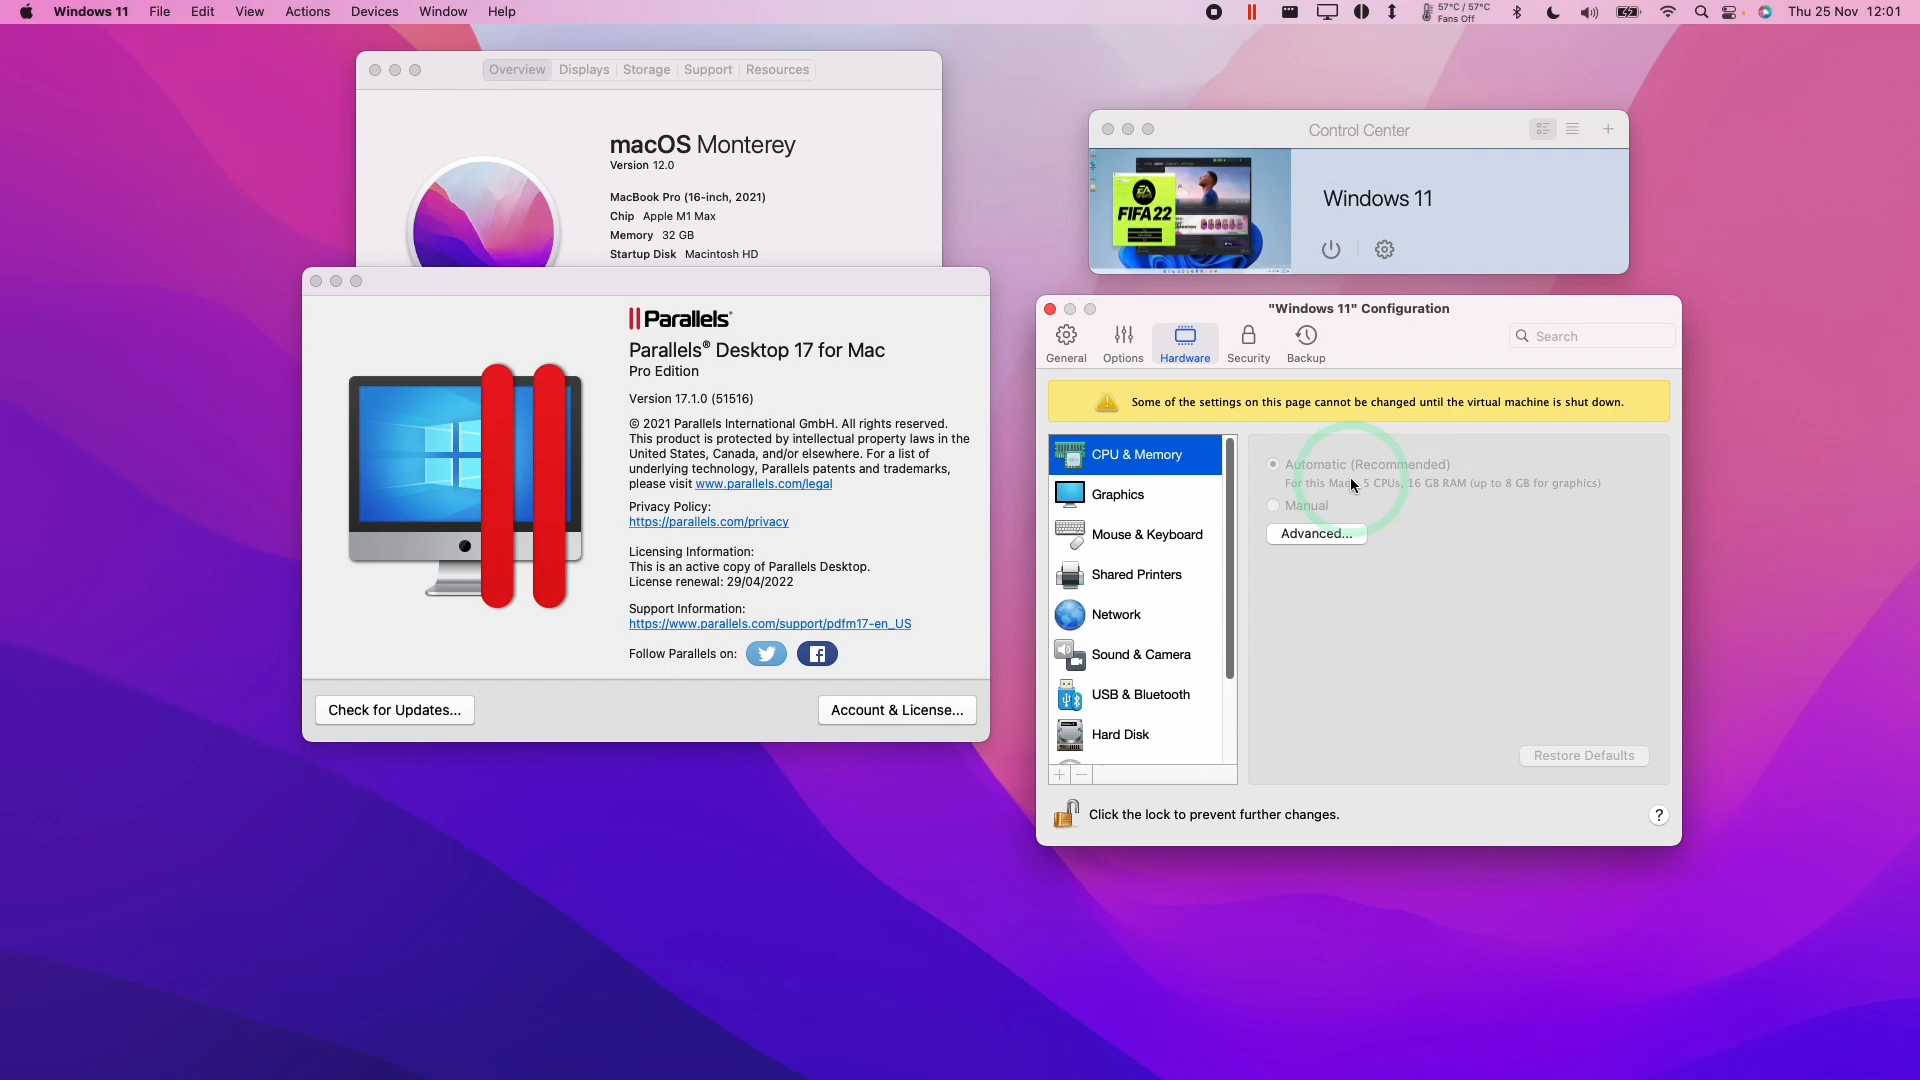 Windows 11 File Edit View Actions Devices Window Help
57°C / 57°C
Fans Off
Thu 25 Nov 12:01
Overview Displays Storage Support Resources
macOS Monterey
Version 12.0
MacBook Pro (16-inch, 2021)
Chip Apple M1 Max
Memory 32 GB
Startup Disk Macintosh HD
Control Center
EA
SPORTS
FIFA 22
Windows 11
Parallels®
Parallels® Desktop 17 for Mac
Pro Edition
Version 17.1.0 (51516)
© 2021 Parallels International GmbH. All rights reserved.
This product is protected by intellectual property laws in the
United States, Canada, and/or elsewhere. For a list of
underlying technology, Parallels patents and trademarks,
please visit www.parallels.com/legal
Privacy Policy:
https://parallels.com/privacy
Licensing Information:
This is an active copy of Parallels Desktop.
License renewal: 29/04/2022
Support Information:
https://www.parallels.com/support/pdfm17-en_US
Follow Parallels on:
Check for Updates...
Account & License...
"Windows 11" Configuration
General Options Hardware Security Backup
Search
Some of the settings on this page cannot be changed until the virtual machine is shut down.
CPU & Memory
Graphics
Mouse & Keyboard
Shared Printers
Network
Sound & Camera
USB & Bluetooth
Hard Disk
Automatic (Recommended)
For this Mac: 5 CPUs, 16 GB RAM (up to 8 GB for graphics)
Manual
Advanced...
Restore Defaults
Click the lock to prevent further changes.
?